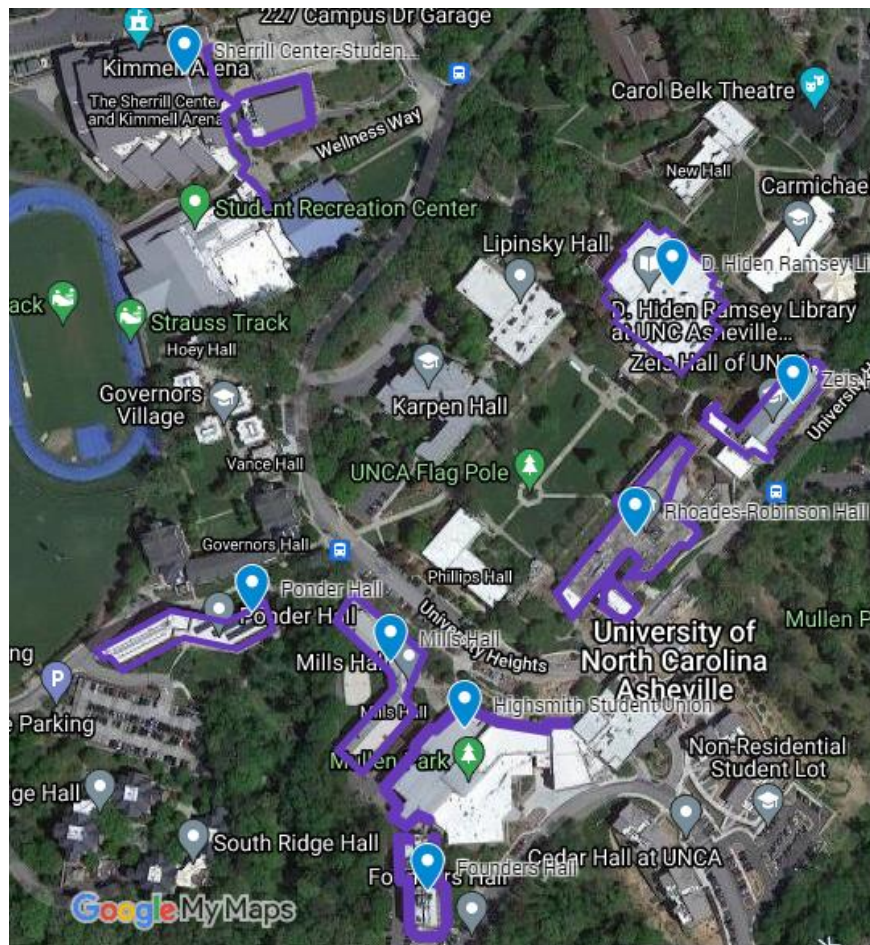 227 Campus Dr Garage
Sherrill Center-Studen...
Kimmell Arena
The Sherrill Center
and Kimmell Arena
Wellness Way
Carol Belk Theatre
New Hall
Carmichae
Student Recreation Center
Lipinsky Hall
D. Hiden Ramsey Li
ack
Strauss Track
D. Hiden Ramsey Library
at UNC Asheville...
Hoey Hall
Zeis Hall of UN
Zeis H
Governors
Village
Karpen Hall
University H
Vance Hall
UNCA Flag Pole
Rhoades-Robinson Hall
Governors Hall
Phillips Hall
Ponder Hall
Ponder Hall
Mullen P
University Heights
University of
North Carolina
Asheville
Mills Hall
Mills Hall
ng
P
e Parking
Mills Hall
Highsmith Student Union
Mullen Park
Non-Residential
Student Lot
ge Hall
South Ridge Hall
Cedar Hall at UNCA
Founders Hall
Founders Hall
Google My Maps